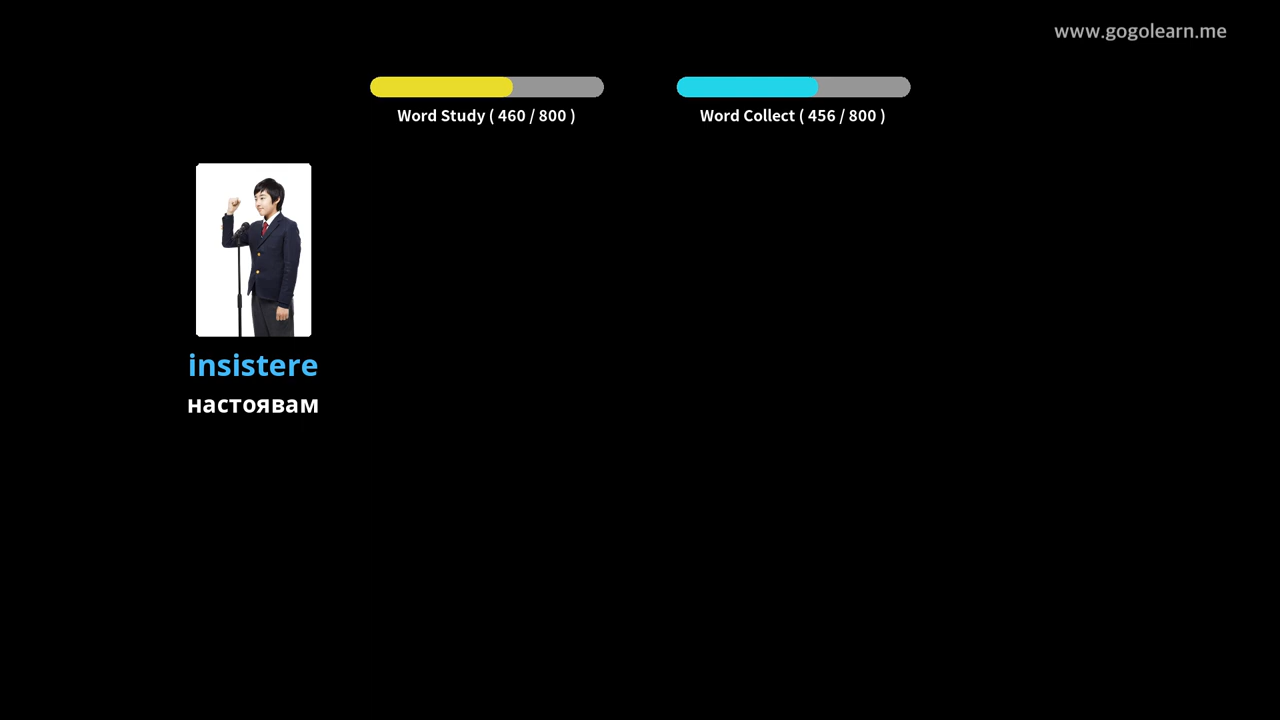 www.gogolearn.me
Word Study ( 460 / 800 )
Word Collect ( 456 / 800 )
insistere
настоявам